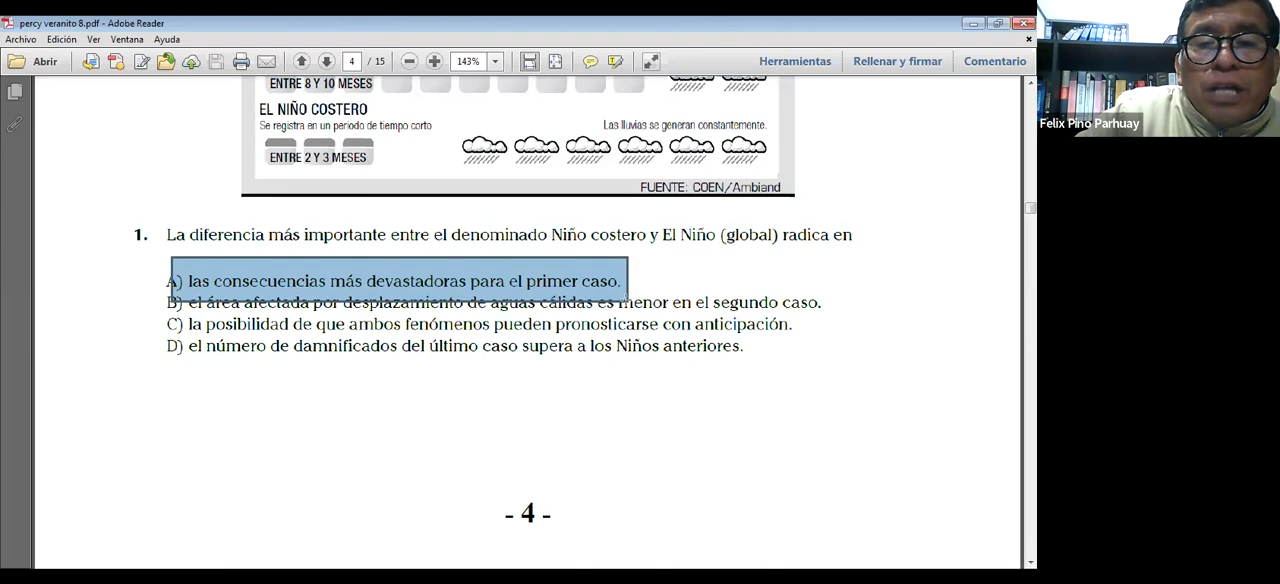 percy veranito 8.pdf - Adobe Reader
Archivo Edición Ver Ventana Ayuda
Abrir 4 / 15 143% Herramientas Rellenar y firmar Comentario
Felix Pino Parhuay
ENTRE 8 Y 10 MESES
EL NIÑO COSTERO
Se registra en un periodo de tiempo corto Las lluvias se generan constantemente.
ENTRE 2 Y 3 MESES
FUENTE: COEN/Ambiand
1. La diferencia más importante entre el denominado Niño costero y El Niño (global) radica en
A) las consecuencias más devastadoras para el primer caso.
B) el área afectada por desplazamiento de aguas cálidas es menor en el segundo caso.
C) la posibilidad de que ambos fenómenos pueden pronosticarse con anticipación.
D) el número de damnificados del último caso supera a los Niños anteriores.
- 4 -